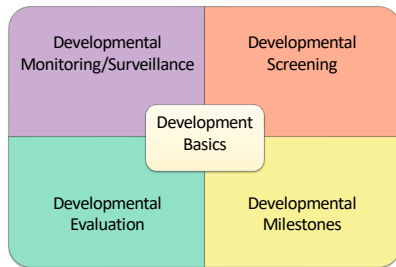 Developmental
Monitoring/Surveillance
Developmental
Screening
Development
Basics
Developmental
Evaluation
Developmental
Milestones